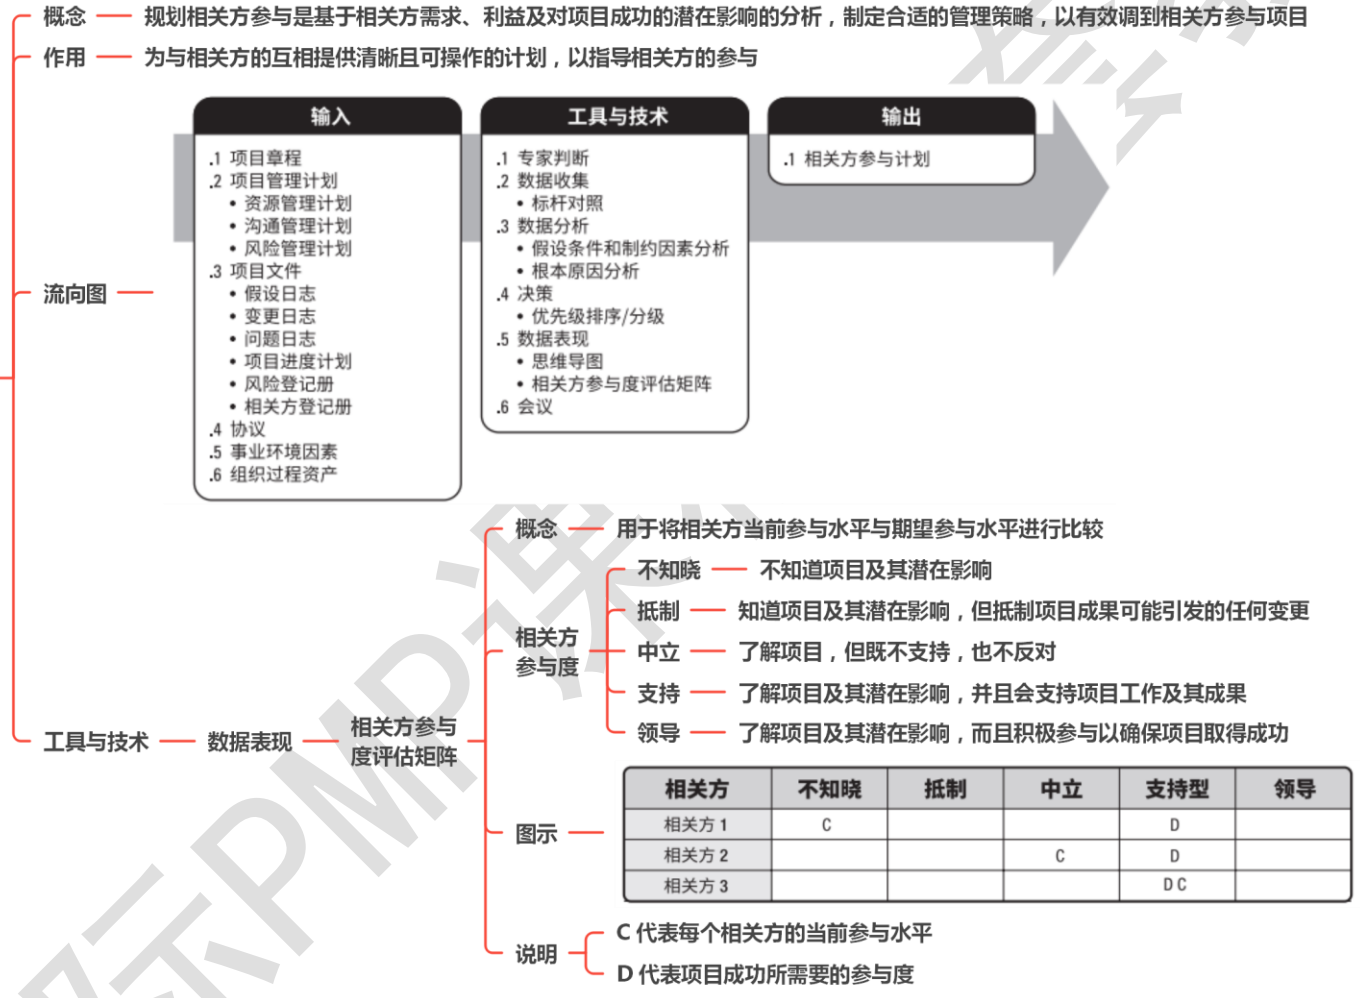 概念
规划相关方参与是基于相关方需求、利益及对项目成功的潜在影响的分析，制定合适的管理策略，以有效调到相关方参与项目
作用
为与相关方的互相提供清晰且可操作的计划，以指导相关方的参与
流向图
输入
.1 项目章程
.2 项目管理计划
• 资源管理计划
• 沟通管理计划
• 风险管理计划
.3 项目文件
• 假设日志
• 变更日志
• 问题日志
• 项目进度计划
• 风险登记册
• 相关方登记册
.4 协议
.5 事业环境因素
.6 组织过程资产
工具与技术
.1 专家判断
.2 数据收集
• 标杆对照
.3 数据分析
• 假设条件和制约因素分析
• 根本原因分析
.4 决策
• 优先级排序/分级
.5 数据表现
• 思维导图
• 相关方参与度评估矩阵
.6 会议
输出
.1 相关方参与计划
工具与技术
数据表现
相关方参与
度评估矩阵
概念
用于将相关方当前参与水平与期望参与水平进行比较
相关方
参与度
不知晓
不知道项目及其潜在影响
抵制
知道项目及其潜在影响，但抵制项目成果可能引发的任何变更
中立
了解项目，但既不支持，也不反对
支持
了解项目及其潜在影响，并且会支持项目工作及其成果
领导
了解项目及其潜在影响，而且积极参与以确保项目取得成功
图示
相关方 不知晓 抵制 中立 支持型 领导
相关方 1 C D
相关方 2 C D
相关方 3 D C
说明
C 代表每个相关方的当前参与水平
D 代表项目成功所需要的参与度